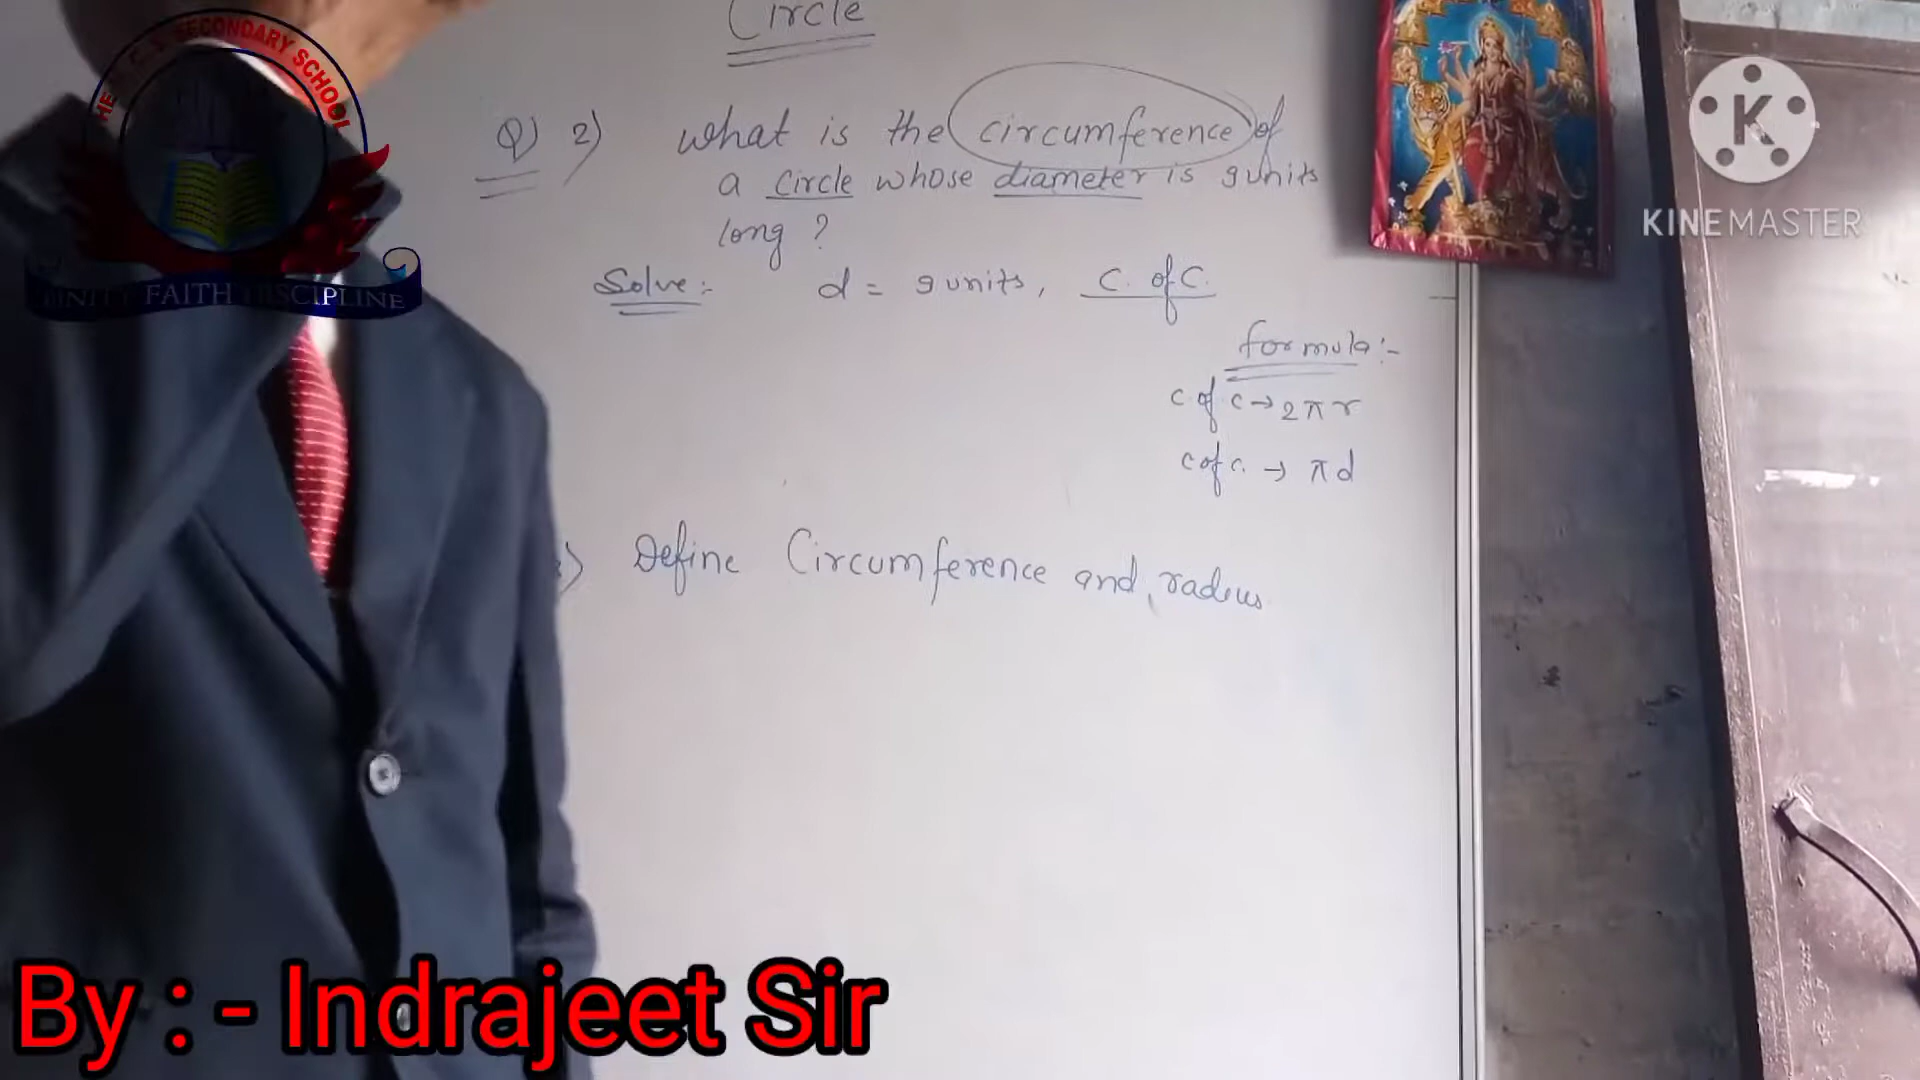 Circle
Q) 2) What is the circumference of
a circle whose diameter is 9 units
long ?
Solve:- d = 9 units, C. of C.
formula:-
C of C → 2πr
C of C. → πd
) Define Circumference and radius
SECONDARY SCHOOL
FAITH DISCIPLINE
K
KINEMASTER
By : - Indrajeet Sir